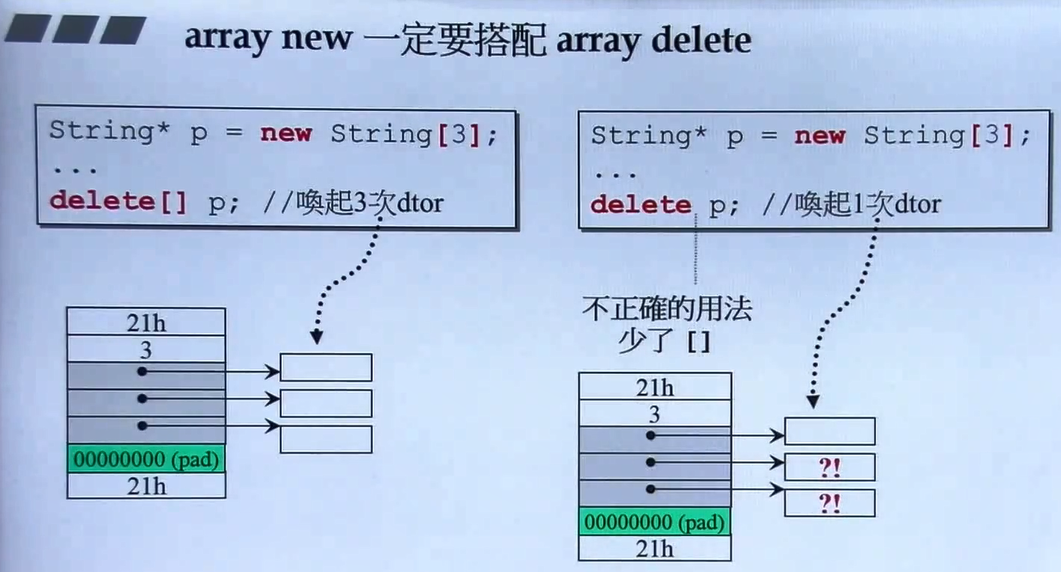 array new 一定要搭配 array delete
String* p = new String[3];
...
delete[] p; //喚起3次dtor
21h
3
00000000 (pad)
21h
String* p = new String[3];
...
delete p; //喚起1次dtor
不正確的用法
少了 []
21h
3
?!
?!
00000000 (pad)
21h